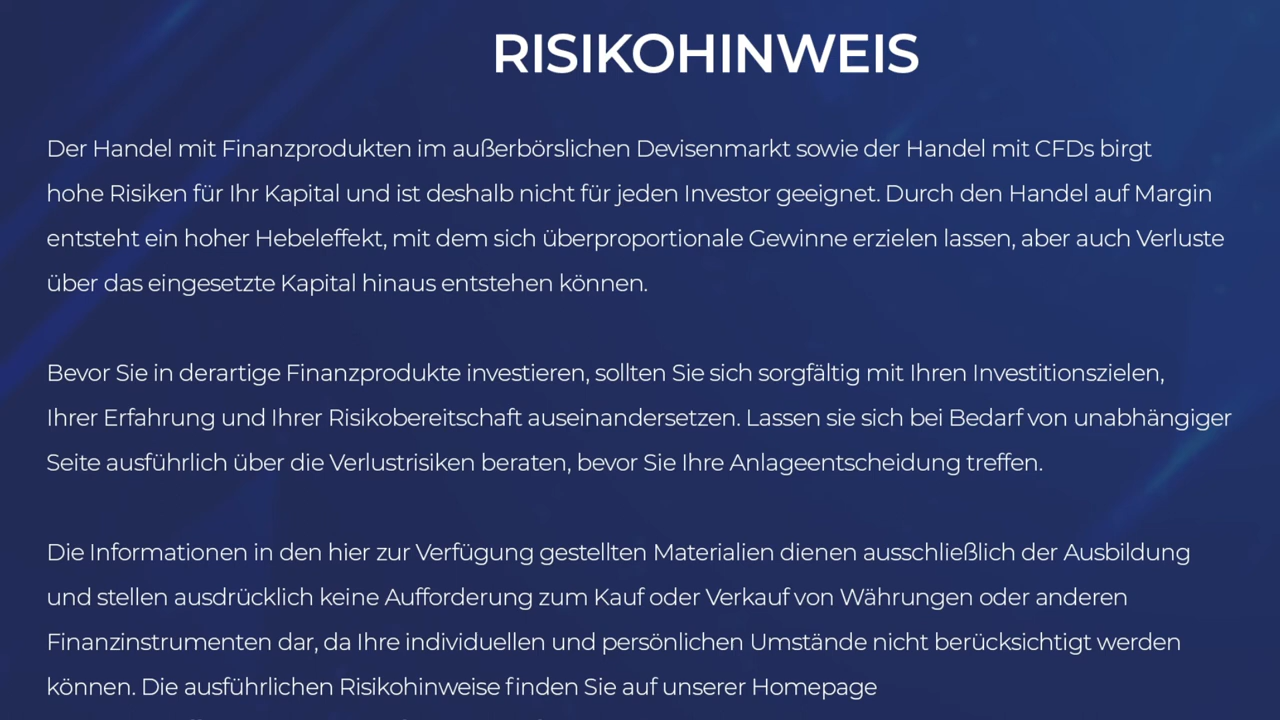 RISIKOHINWEIS
Der Handel mit Finanzprodukten im außerbörslichen Devisenmarkt sowie der Handel mit CFDs birgt
hohe Risiken für Ihr Kapital und ist deshalb nicht für jeden Investor geeignet. Durch den Handel auf Margin
entsteht ein hoher Hebeleffekt, mit dem sich überproportionale Gewinne erzielen lassen, aber auch Verluste
über das eingesetzte Kapital hinaus entstehen können.
Bevor Sie in derartige Finanzprodukte investieren, sollten Sie sich sorgfältig mit Ihren Investitionszielen,
Ihrer Erfahrung und Ihrer Risikobereitschaft auseinandersetzen. Lassen sie sich bei Bedarf von unabhängiger
Seite ausführlich über die Verlustrisiken beraten, bevor Sie Ihre Anlageentscheidung treffen.
Die Informationen in den hier zur Verfügung gestellten Materialien dienen ausschließlich der Ausbildung
und stellen ausdrücklich keine Aufforderung zum Kauf oder Verkauf von Währungen oder anderen
Finanzinstrumenten dar, da Ihre individuellen und persönlichen Umstände nicht berücksichtigt werden
können. Die ausführlichen Risikohinweise finden Sie auf unserer Homepage